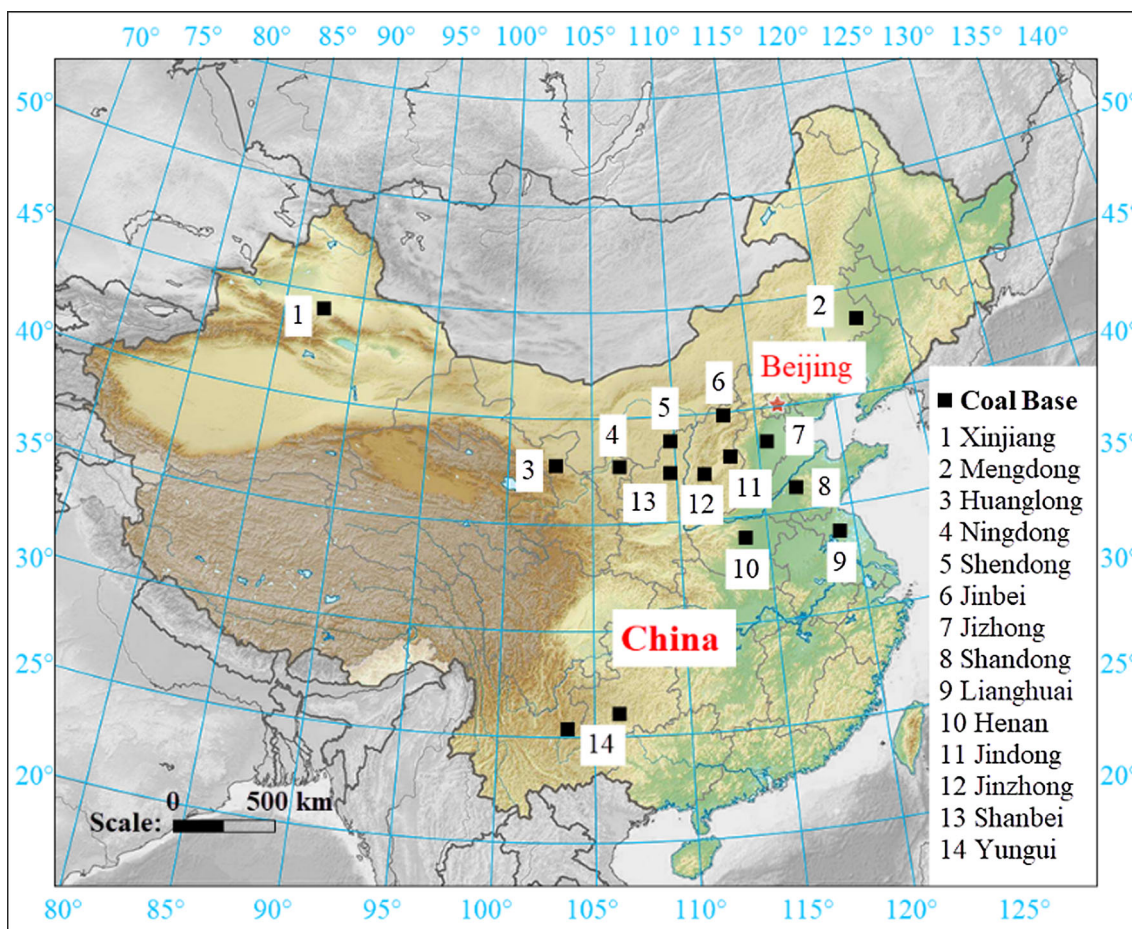 70° 75° 80° 85° 90° 95° 100° 105° 110° 115° 120° 125° 130° 135° 140°
50° 50°
45° 45°
40° 40°
35° 35°
30° 30°
25° 25°
20° 20°
1
2
Beijing
6
5
4
7
3
13
12
11
8
10
9
China
14
0 500 km
Scale:
Coal Base
1 Xinjiang
2 Mengdong
3 Huanglong
4 Ningdong
5 Shendong
6 Jinbei
7 Jizhong
8 Shandong
9 Lianghuai
10 Henan
11 Jindong
12 Jinzhong
13 Shanbei
14 Yungui
80° 85° 90° 95° 100° 105° 110° 115° 120° 125°